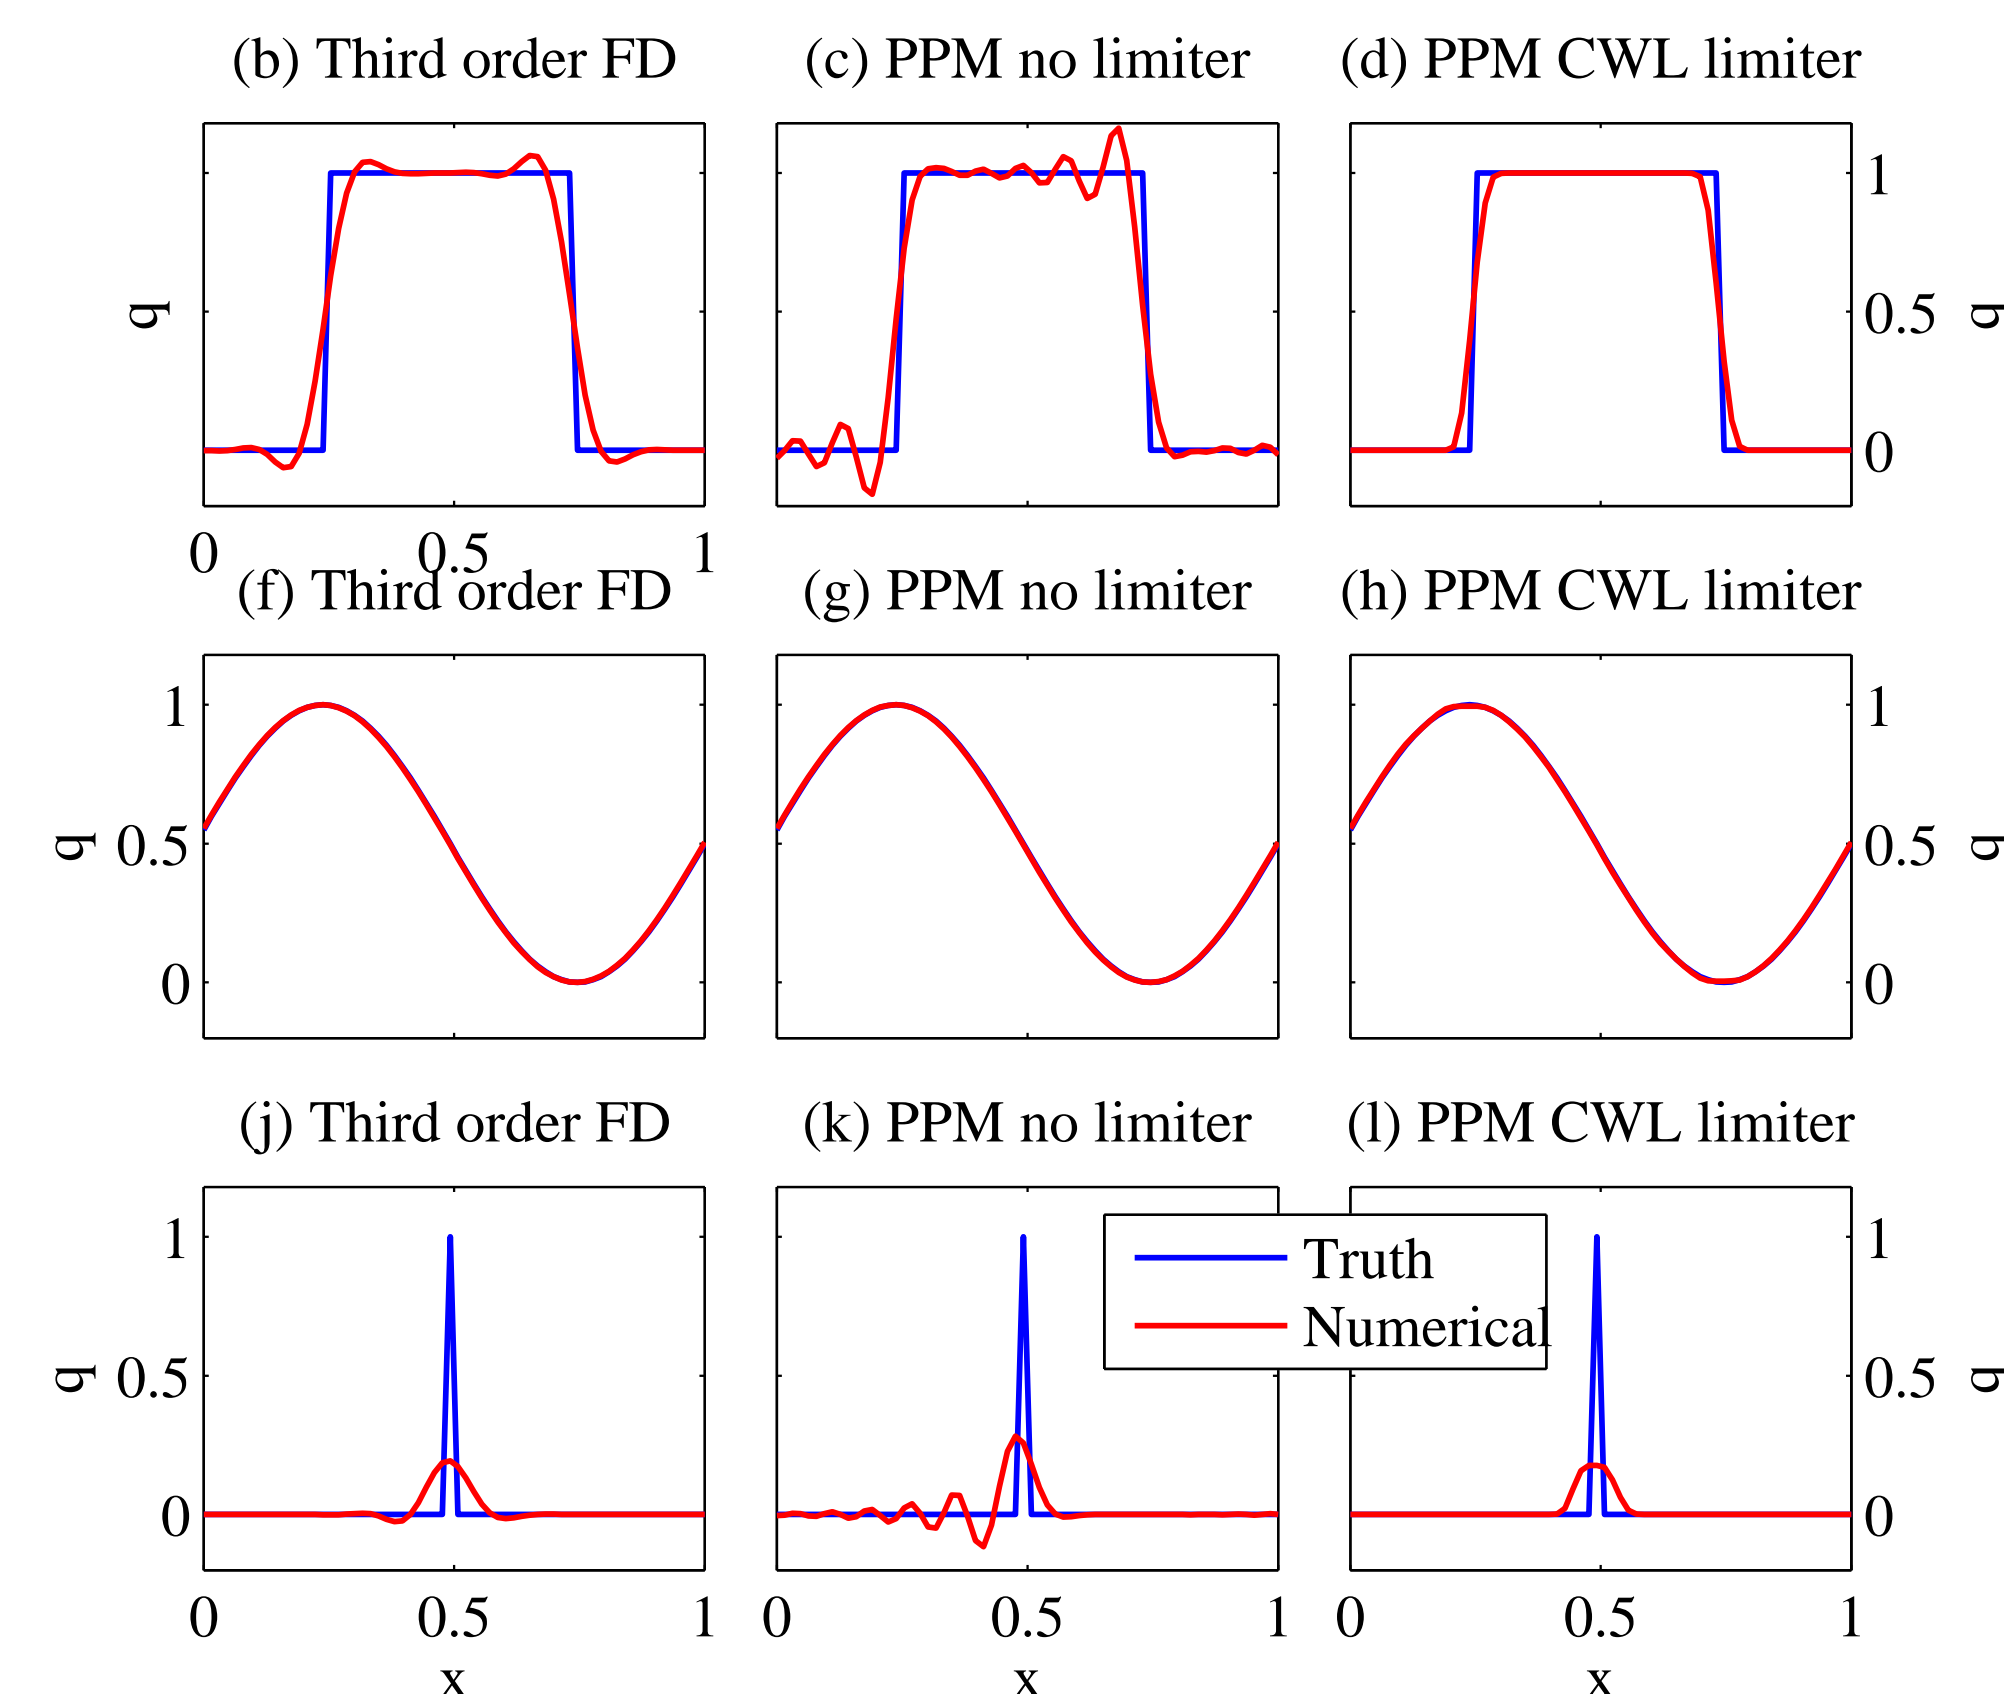 (b) Third order FD
(c) PPM no limiter
(d) PPM CWL limiter
q
1
0.5
0
q
0
0.5
1
(f) Third order FD
(g) PPM no limiter
(h) PPM CWL limiter
q
1
0.5
0
1
0.5
0
q
(j) Third order FD
(k) PPM no limiter
(l) PPM CWL limiter
q
1
0.5
0
Truth
Numerical
1
0.5
0
q
0
0.5
1
0
0.5
1
0
0.5
1
x
x
x